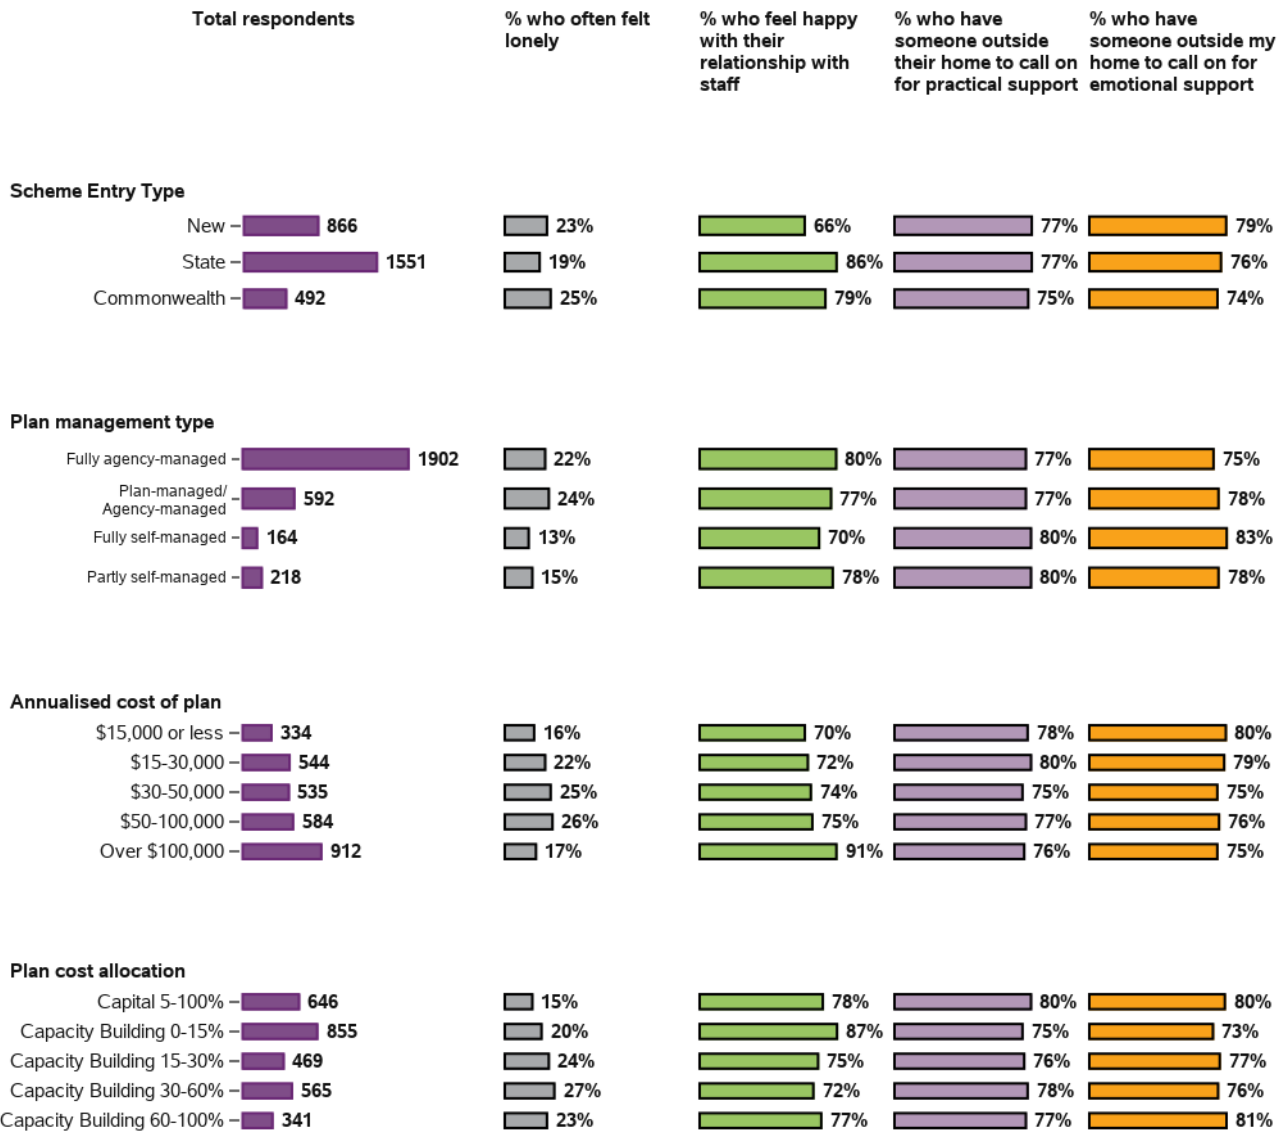 Total respondents
% who often felt
lonely
% who feel happy
with their
relationship with
staff
% who have
someone outside
their home to call on
for practical support
% who have
someone outside my
home to call on for
emotional support
Scheme Entry Type
New 866 23% 66% 77% 79%
State 1551 19% 86% 77% 76%
Commonwealth 492 25% 79% 75% 74%
Plan management type
Fully agency-managed 1902 22% 80% 77% 75%
Plan-managed/
Agency-managed 592 24% 77% 77% 78%
Fully self-managed 164 13% 70% 80% 83%
Partly self-managed 218 15% 78% 80% 78%
Annualised cost of plan
$15,000 or less 334 16% 70% 78% 80%
$15-30,000 544 22% 72% 80% 79%
$30-50,000 535 25% 74% 75% 75%
$50-100,000 584 26% 75% 77% 76%
Over $100,000 912 17% 91% 76% 75%
Plan cost allocation
Capital 5-100% 646 15% 78% 80% 80%
Capacity Building 0-15% 855 20% 87% 75% 73%
Capacity Building 15-30% 469 24% 75% 76% 77%
Capacity Building 30-60% 565 27% 72% 78% 76%
Capacity Building 60-100% 341 23% 77% 77% 81%